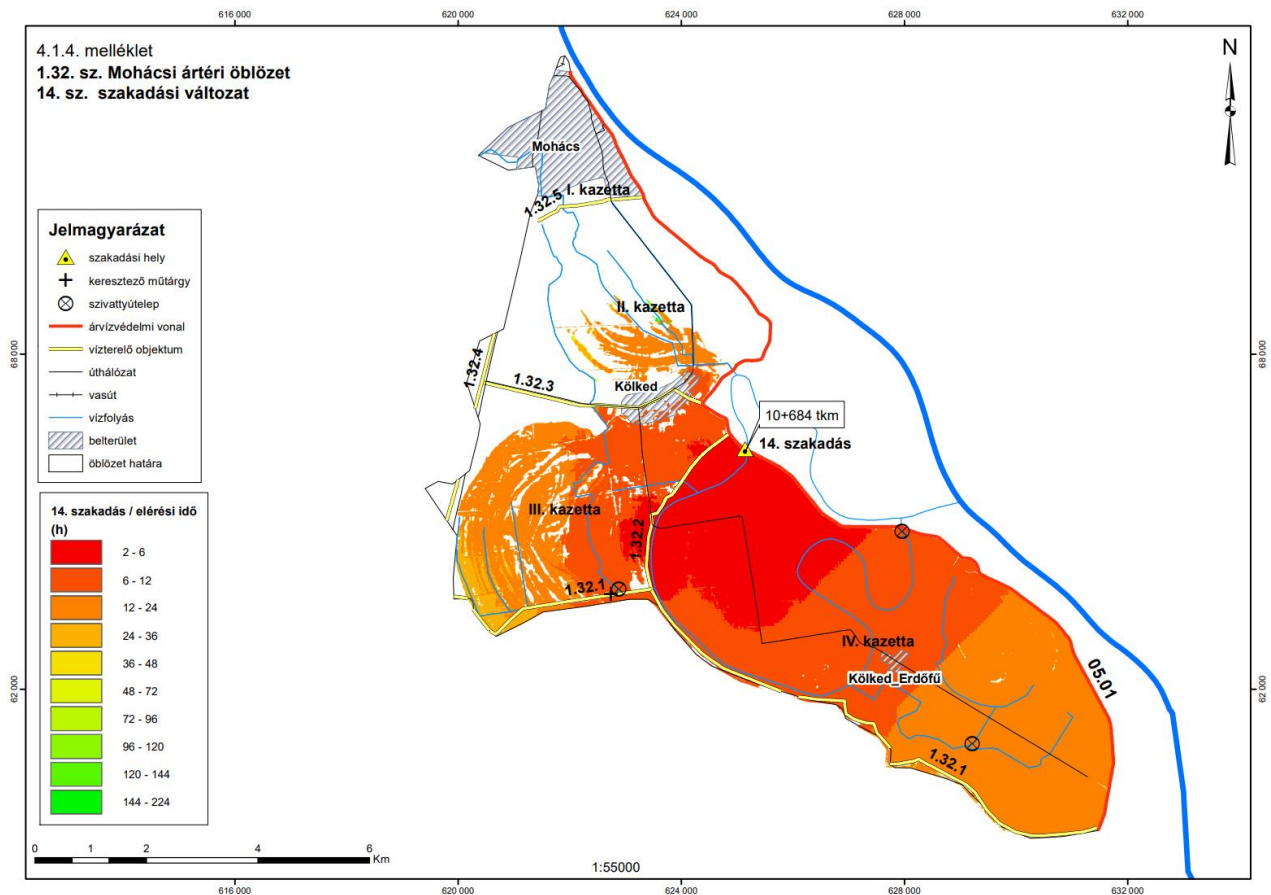 616 000
620 000
624 000
628 000
632 000
4.1.4. melléklet
1.32. sz. Mohácsi ártéri öblözet
14. sz. szakadási változat
N
Mohács
I. kazetta
1.32.5
Jelmagyarázat
szakadási hely
keresztező műtárgy
szivattyútelep
árvízvédelmi vonal
vízterelő objektum
úthálózat
vasút
vízfolyás
belterület
öblözet határa
II. kazetta
68 000
68 000
1.32.4
1.32.3
Kölked
10+684 tkm
14. szakadás
14. szakadás / elérési idő
(h)
2 - 6
6 - 12
12 - 24
24 - 36
36 - 48
48 - 72
72 - 96
96 - 120
120 - 144
144 - 224
III. kazetta
1.32.2
1.32.1
IV. kazetta
Kölked_Erdőfű
05.01
62 000
62 000
1.32.1
0 1 2 4 6
Km
1:55000
616 000
620 000
624 000
628 000
632 000